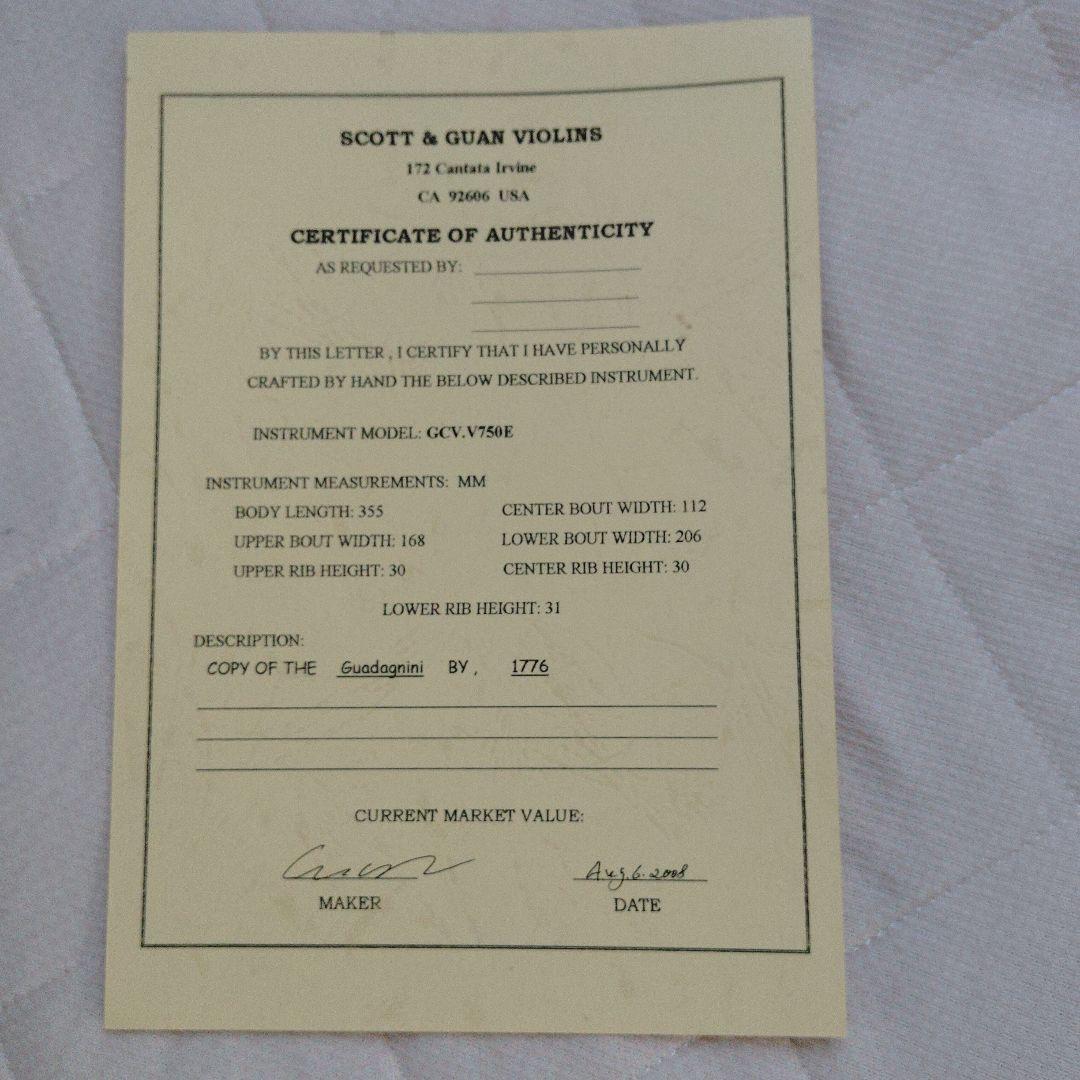 SCOTT & GUAN VIOLINS
172 Cantata Irvine
CA 92606 USA
CERTIFICATE OF AUTHENTICITY
AS REQUESTED BY:
BY THIS LETTER , I CERTIFY THAT I HAVE PERSONALLY
CRAFTED BY HAND THE BELOW DESCRIBED INSTRUMENT.
INSTRUMENT MODEL: GCV.V750E
INSTRUMENT MEASUREMENTS: MM
BODY LENGTH: 355 CENTER BOUT WIDTH: 112
UPPER BOUT WIDTH: 168 LOWER BOUT WIDTH: 206
UPPER RIB HEIGHT: 30 CENTER RIB HEIGHT: 30
LOWER RIB HEIGHT: 31
DESCRIPTION:
COPY OF THE Guadagnini BY , 1776
CURRENT MARKET VALUE:
Aug.6.2008
MAKER DATE